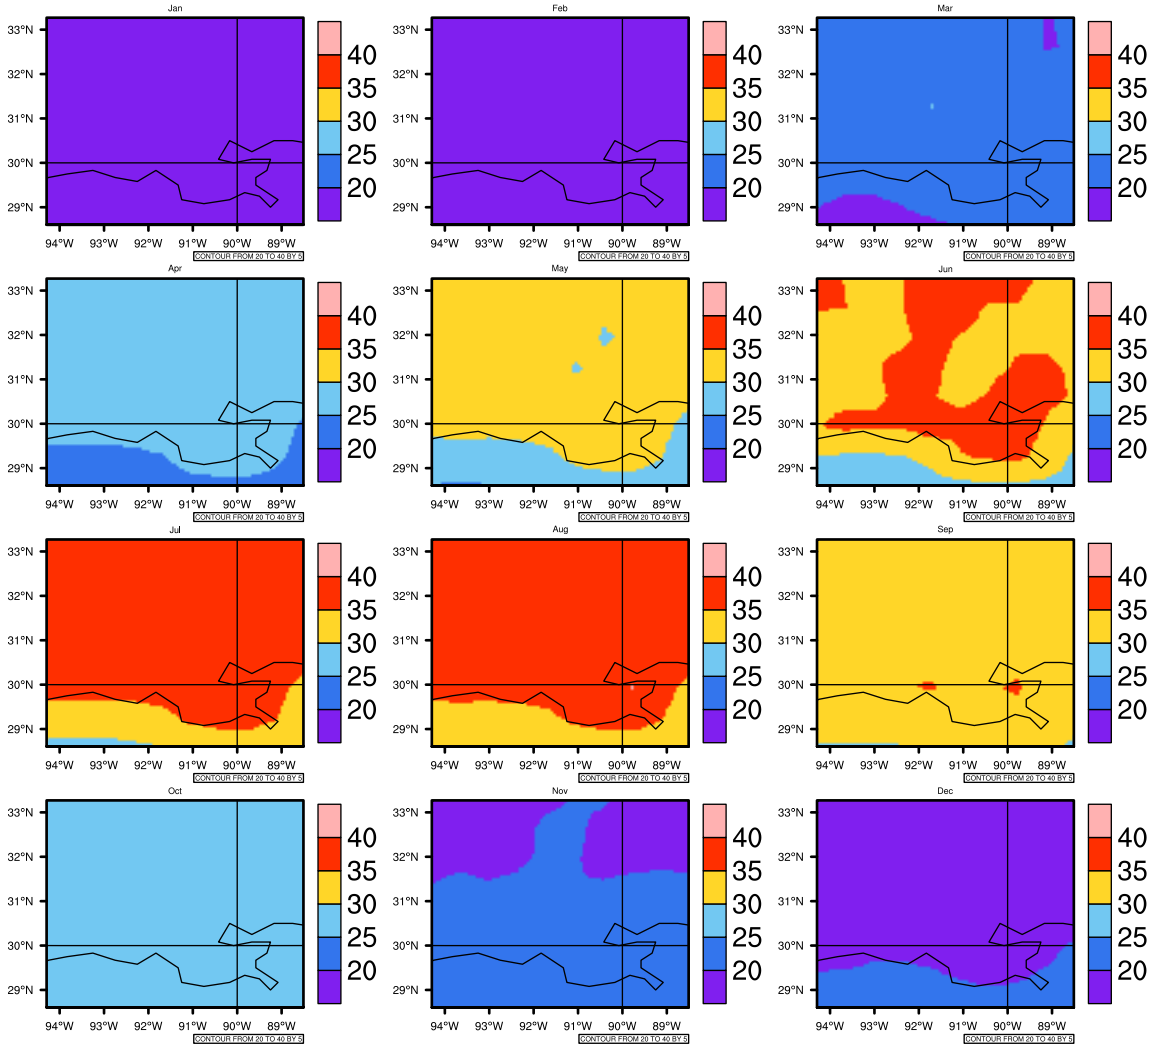 Jan Feb Mar
33°N 40 33°N 40 33°N 40
32°N 35 32°N 35 32°N 35
31°N 30 31°N 30 31°N 30
30°N 25 30°N 25 30°N 25
29°N 20 29°N 20 29°N 20
94°W 93°W 92°W 91°W 90°W 89°W 94°W 93°W 92°W 91°W 90°W 89°W 94°W 93°W 92°W 91°W 90°W 89°W
CONTOUR FROM 20 TO 40 BY 5 CONTOUR FROM 20 TO 40 BY 5 CONTOUR FROM 20 TO 40 BY 5
Apr May Jun
33°N 40 33°N 40 33°N 40
32°N 35 32°N 35 32°N 35
31°N 30 31°N 30 31°N 30
30°N 25 30°N 25 30°N 25
29°N 20 29°N 20 29°N 20
94°W 93°W 92°W 91°W 90°W 89°W 94°W 93°W 92°W 91°W 90°W 89°W 94°W 93°W 92°W 91°W 90°W 89°W
CONTOUR FROM 20 TO 40 BY 5 CONTOUR FROM 20 TO 40 BY 5 CONTOUR FROM 20 TO 40 BY 5
Jul Aug Sep
33°N 40 33°N 40 33°N 40
32°N 35 32°N 35 32°N 35
31°N 30 31°N 30 31°N 30
30°N 25 30°N 25 30°N 25
29°N 20 29°N 20 29°N 20
94°W 93°W 92°W 91°W 90°W 89°W 94°W 93°W 92°W 91°W 90°W 89°W 94°W 93°W 92°W 91°W 90°W 89°W
CONTOUR FROM 20 TO 40 BY 5 CONTOUR FROM 20 TO 40 BY 5 CONTOUR FROM 20 TO 40 BY 5
Oct Nov Dec
33°N 40 33°N 40 33°N 40
32°N 35 32°N 35 32°N 35
31°N 30 31°N 30 31°N 30
30°N 25 30°N 25 30°N 25
29°N 20 29°N 20 29°N 20
94°W 93°W 92°W 91°W 90°W 89°W 94°W 93°W 92°W 91°W 90°W 89°W 94°W 93°W 92°W 91°W 90°W 89°W
CONTOUR FROM 20 TO 40 BY 5 CONTOUR FROM 20 TO 40 BY 5 CONTOUR FROM 20 TO 40 BY 5